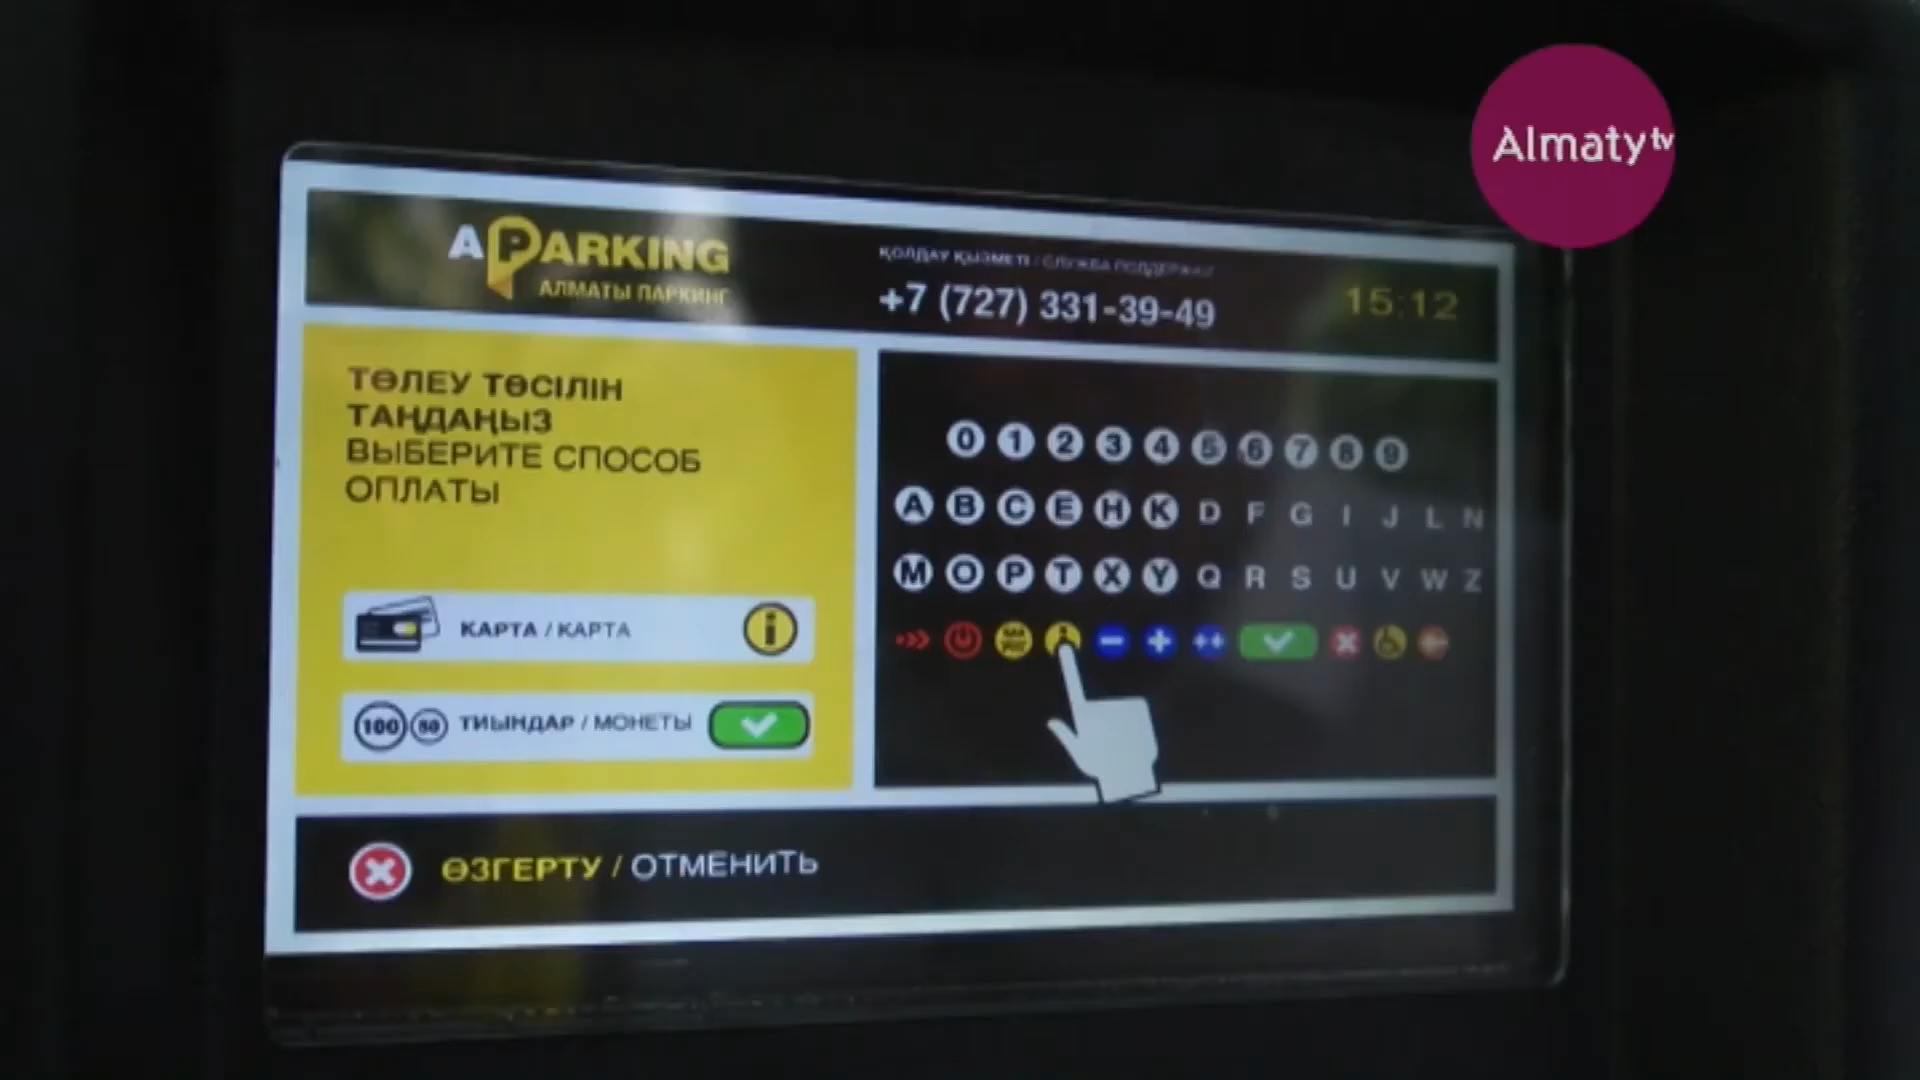 Almaty tv
APARKING
АЛМАТЫ ПАРКИНГ
ҚОЛДАУ ҚЫЗМЕТІ / СЛУЖБА ПОДДЕРЖКИ
+7 (727) 331-39-49
15:12
ТӨЛЕУ ТӨСІЛІН
ТАҢДАҢЫЗ
ВЫБЕРИТЕ СПОСОБ
ОПЛАТЫ
КАРТА / КАРТА
i
100 50 ТИЫНДАР / МОНЕТЫ
0 1 2 3 4 5 6 7 8 9
A B C E H K D F G I J L N
M O P T X Y Q R S U V W Z
ӨЗГЕРТУ / ОТМЕНИТЬ